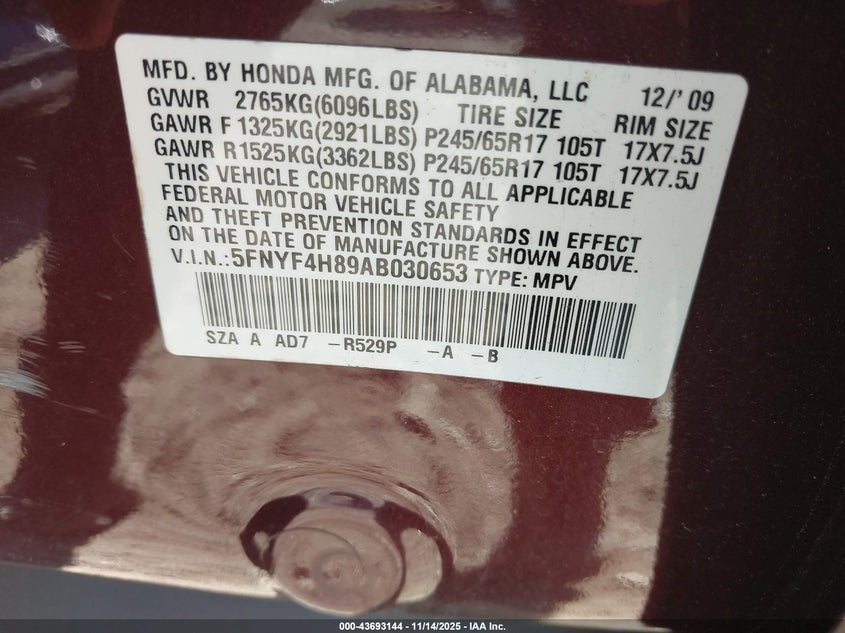 MFD. BY HONDA MFG. OF ALABAMA, LLC 12/'09
GVWR 2765KG(6096LBS) TIRE SIZE RIM SIZE
GAWR F 1325KG(2921LBS) P245/65R17 105T 17X7.5J
GAWR R 1525KG(3362LBS) P245/65R17 105T 17X7.5J
THIS VEHICLE CONFORMS TO ALL APPLICABLE
FEDERAL MOTOR VEHICLE SAFETY
AND THEFT PREVENTION STANDARDS IN EFFECT
ON THE DATE OF MANUFACTURE SHOWN ABOVE.
V.I.N.:5FNYF4H89AB030653 TYPE: MPV
SZA A AD7 -R529P -A -B
000-43693144 - 11/14/2025 - IAA Inc.